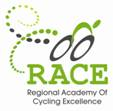 RACE
Regional Academy Of
Cycling Excellence